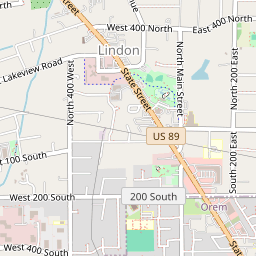 West 400 North
East 400 North
Lindon
Lakeview Road
State Street
North 400 West
North Main Street
North 200 East
US 89
100 South
South 200 East
West 200 South
200 South
Orem
West 400 South
Sta